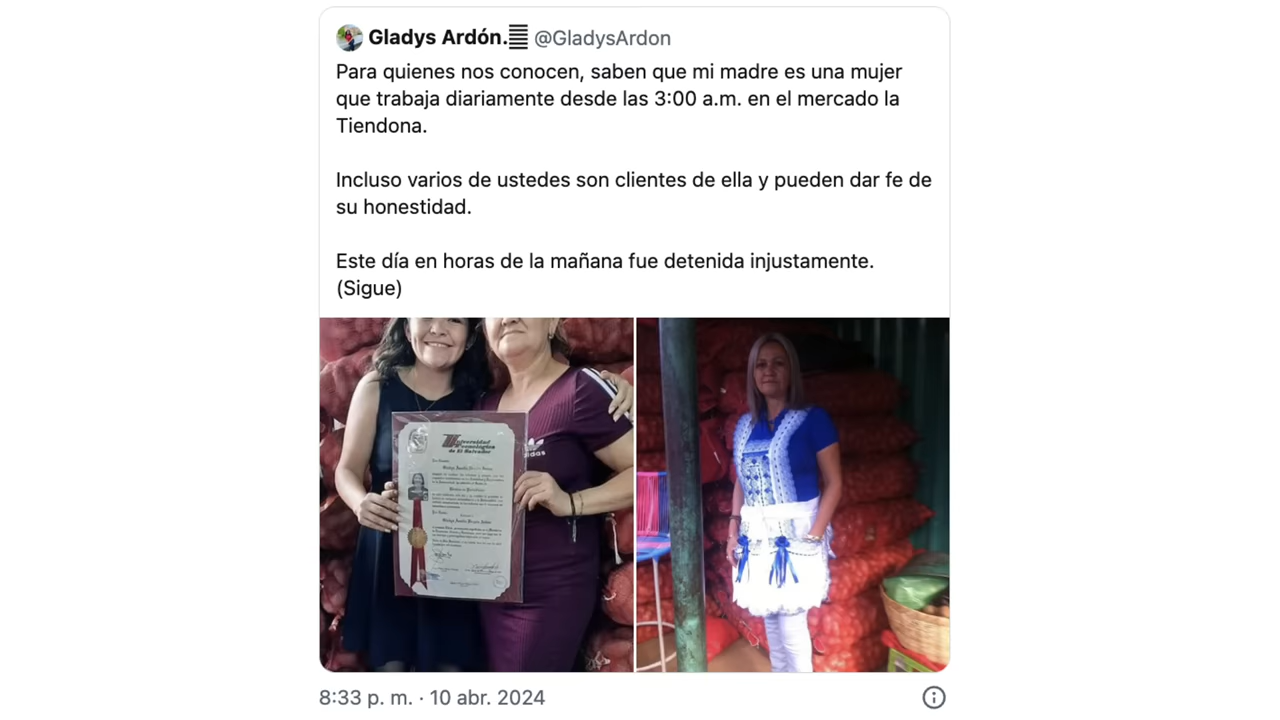 Gladys Ardón. @GladysArdon
Para quienes nos conocen, saben que mi madre es una mujer
que trabaja diariamente desde las 3:00 a.m. en el mercado la
Tiendona.
Incluso varios de ustedes son clientes de ella y pueden dar fe de
su honestidad.
Este día en horas de la mañana fue detenida injustamente.
(Sigue)
Universidad
Tecnológica
de El Salvador
adidas
8:33 p. m. · 10 abr. 2024